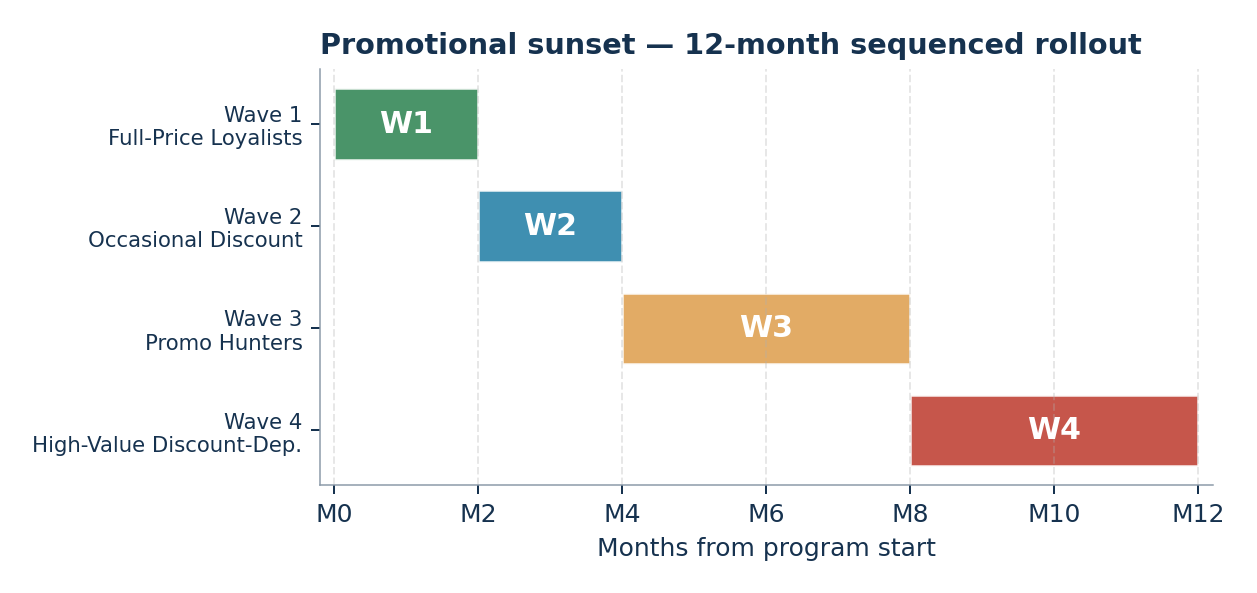 Promotional sunset — 12-month sequenced rollout
Wave 1
Full-Price Loyalists
W1
Wave 2
Occasional Discount
W2
Wave 3
Promo Hunters
W3
Wave 4
High-Value Discount-Dep.
W4
M0 M2 M4 M6 M8 M10 M12
Months from program start